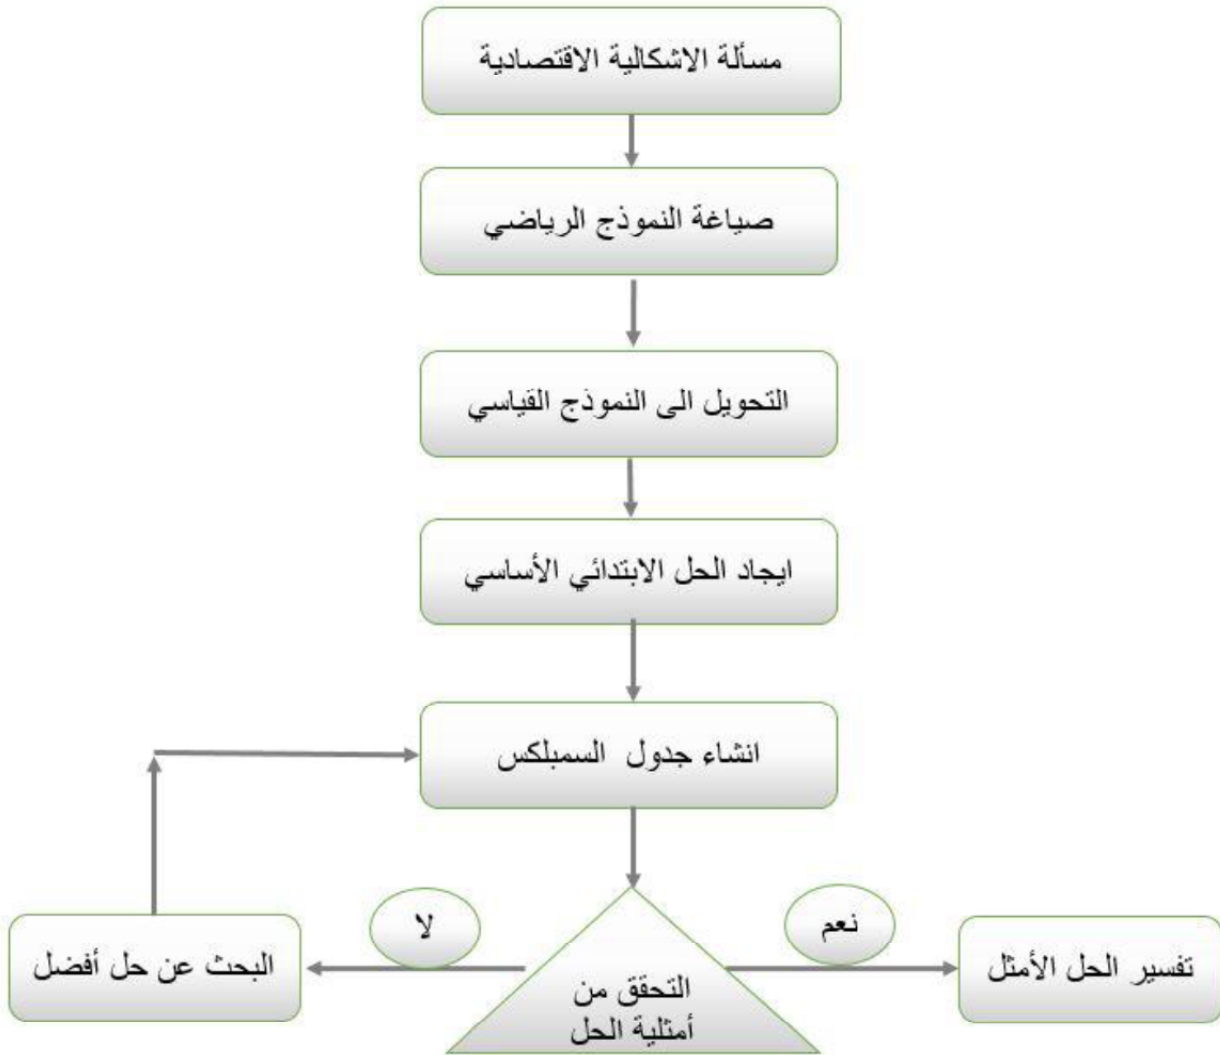 مسألة الاشكالية الاقتصادية
صياغة النموذج الرياضي
التحويل الى النموذج القياسي
ايجاد الحل الابتدائي الأساسي
انشاء جدول السمبلكس
نعم
لا
تفسير الحل الأمثل
التحقق من
أمثلية الحل
البحث عن حل أفضل